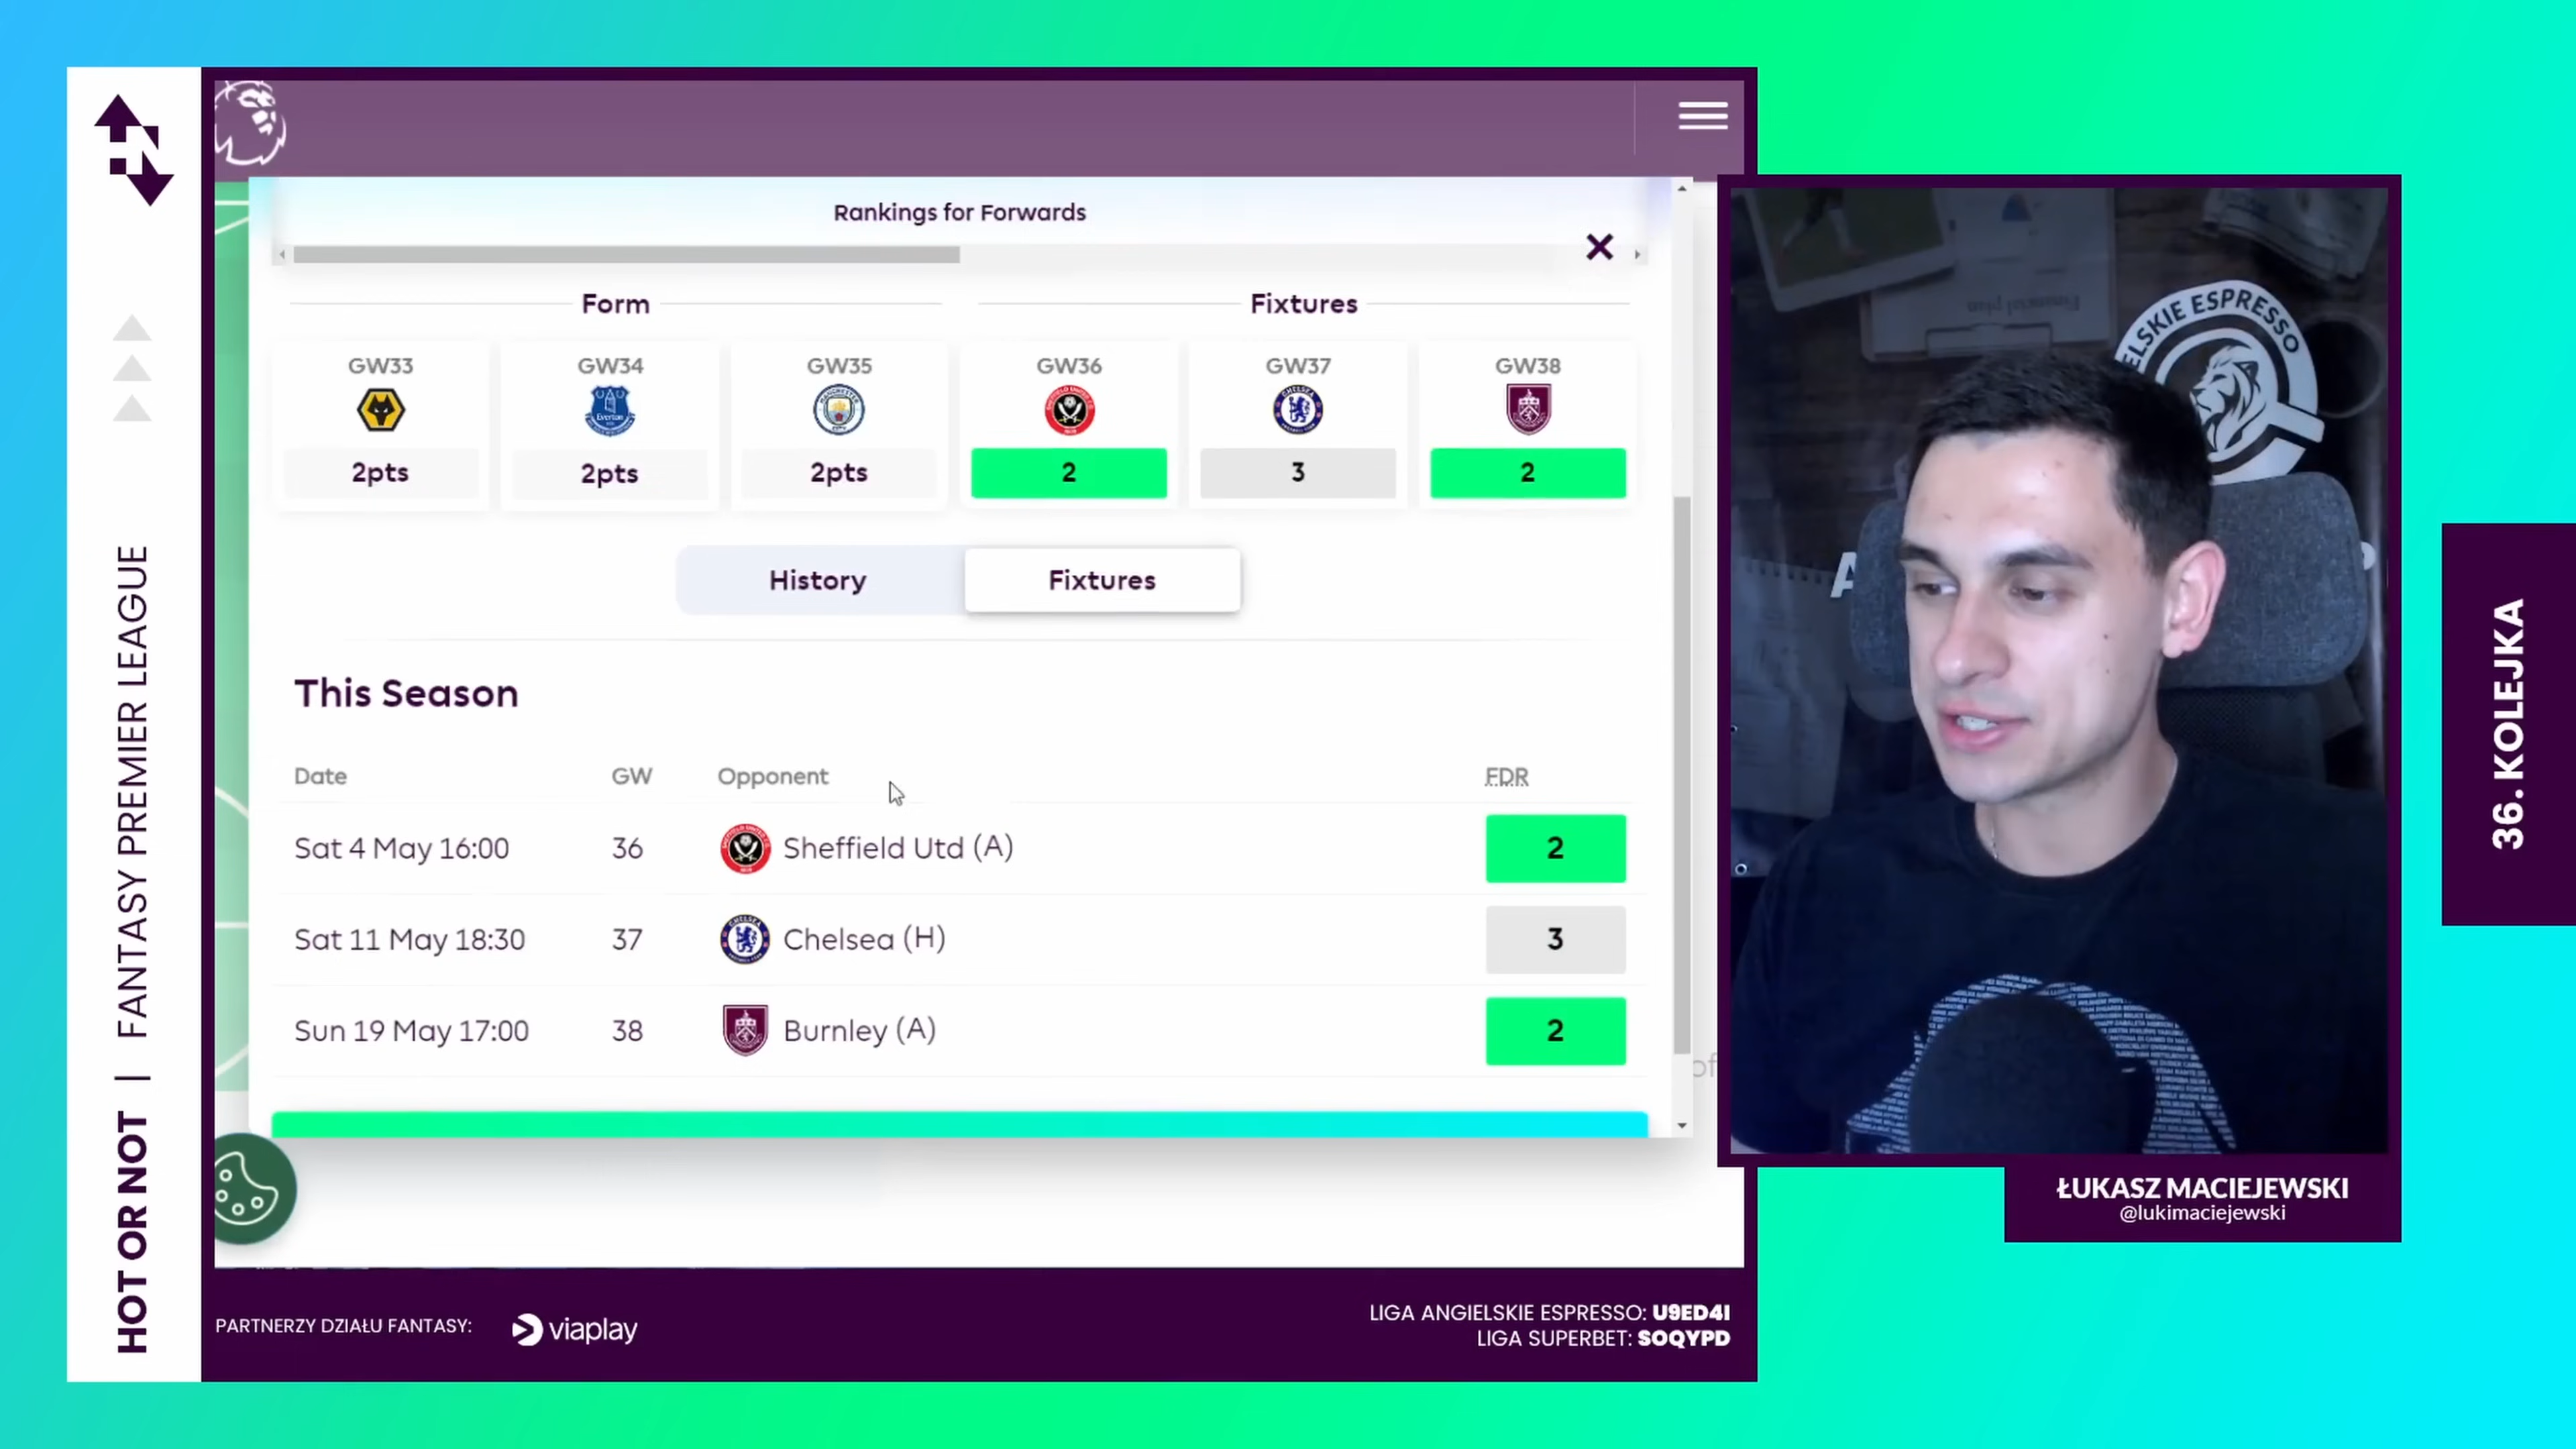 HOT OR NOT | FANTASY PREMIER LEAGUE
Rankings for Forwards
Form
Fixtures
GW33
GW34
GW35
GW36
GW37
GW38
2pts
2pts
2pts
2
3
2
History
Fixtures
This Season
Date
GW
Opponent
FDR
Sat 4 May 16:00
36
Sheffield Utd (A)
2
Sat 11 May 18:30
37
Chelsea (H)
3
Sun 19 May 17:00
38
Burnley (A)
2
of
PARTNERZY DZIAŁU FANTASY:
viaplay
LIGA ANGIELSKIE ESPRESSO: U9ED4I
LIGA SUPERBET: SOQYPD
ELSKIE ESPRESSO
ŁUKASZ MACIEJEWSKI
@lukimaciejewski
36. KOLEJKA